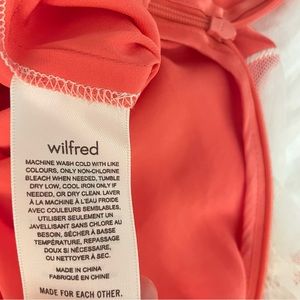 wilfred
MACHINE WASH COLD WITH LIKE
COLOURS, ONLY NON-CHLORINE
BLEACH WHEN NEEDED, TUMBLE
DRY LOW, COOL IRON ONLY IF
NEEDED, OR DRY CLEAN. LAVER
À LA MACHINE À L'EAU FROIDE
AVEC COULEURS SEMBLABLES,
UTILISER SEULEMENT UN
JAVELLISANT SANS CHLORE AU
BESOIN, SÉCHER À BASSE
TEMPÉRATURE, REPASSAGE
DOUX SI NÉCESSAIRE
OU NETTOYER À SEC.
MADE IN CHINA
FABRIQUÉ EN CHINE
MADE FOR EACH OTHER.